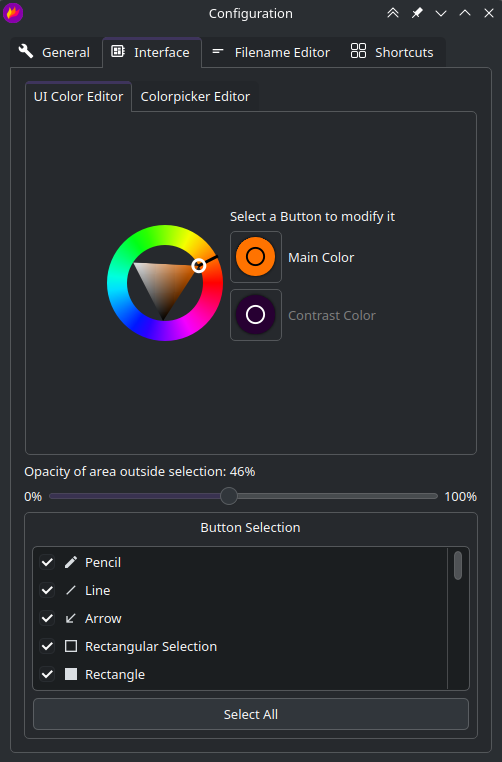 Configuration
General Interface Filename Editor Shortcuts
UI Color Editor Colorpicker Editor
Select a Button to modify it
Main Color
Contrast Color
Opacity of area outside selection: 46%
0% 100%
Button Selection
Pencil
Line
Arrow
Rectangular Selection
Rectangle
Select All